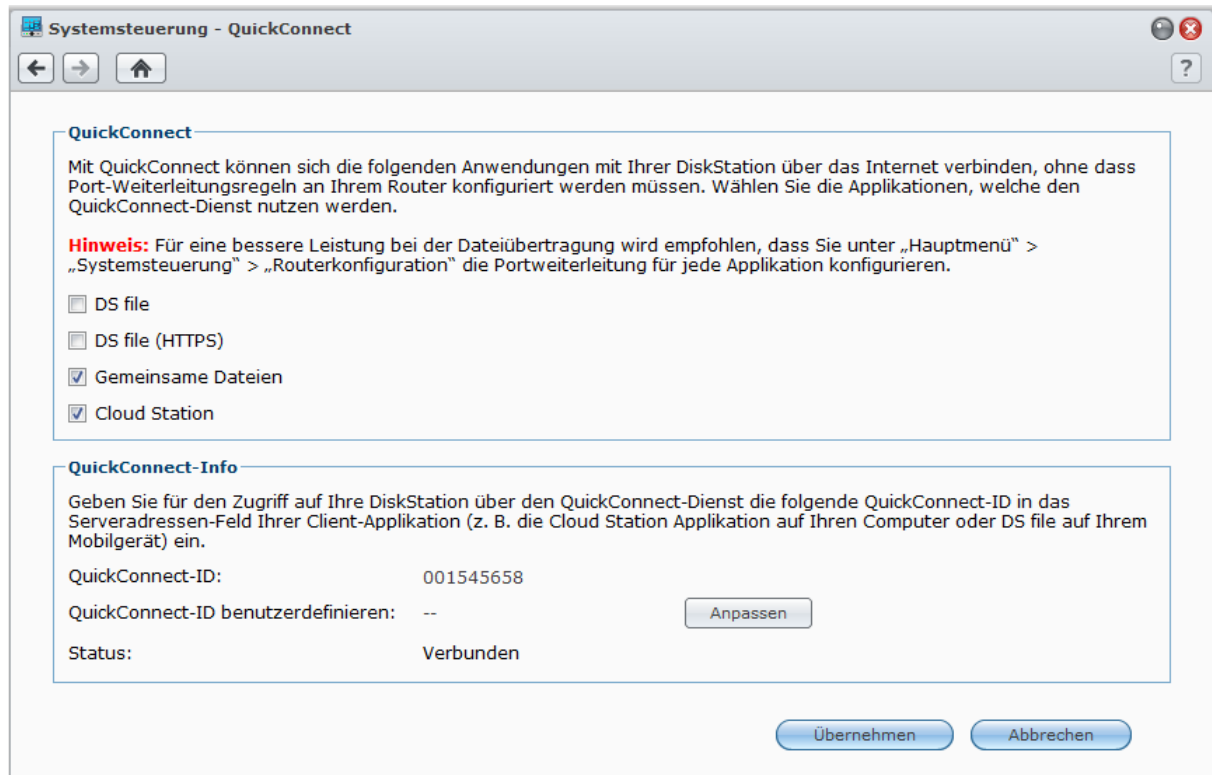 Systemsteuerung - QuickConnect
?
QuickConnect
Mit QuickConnect können sich die folgenden Anwendungen mit Ihrer DiskStation über das Internet verbinden, ohne dass
Port-Weiterleitungsregeln an Ihrem Router konfiguriert werden müssen. Wählen Sie die Applikationen, welche den
QuickConnect-Dienst nutzen werden.
Hinweis: Für eine bessere Leistung bei der Dateiübertragung wird empfohlen, dass Sie unter „Hauptmenü“ >
„Systemsteuerung“ > „Routerkonfiguration“ die Portweiterleitung für jede Applikation konfigurieren.
DS file
DS file (HTTPS)
Gemeinsame Dateien
Cloud Station
QuickConnect-Info
Geben Sie für den Zugriff auf Ihre DiskStation über den QuickConnect-Dienst die folgende QuickConnect-ID in das
Serveradressen-Feld Ihrer Client-Applikation (z. B. die Cloud Station Applikation auf Ihren Computer oder DS file auf Ihrem
Mobilgerät) ein.
QuickConnect-ID: 001545658
QuickConnect-ID benutzerdefinieren: -- Anpassen
Status: Verbunden
Übernehmen Abbrechen